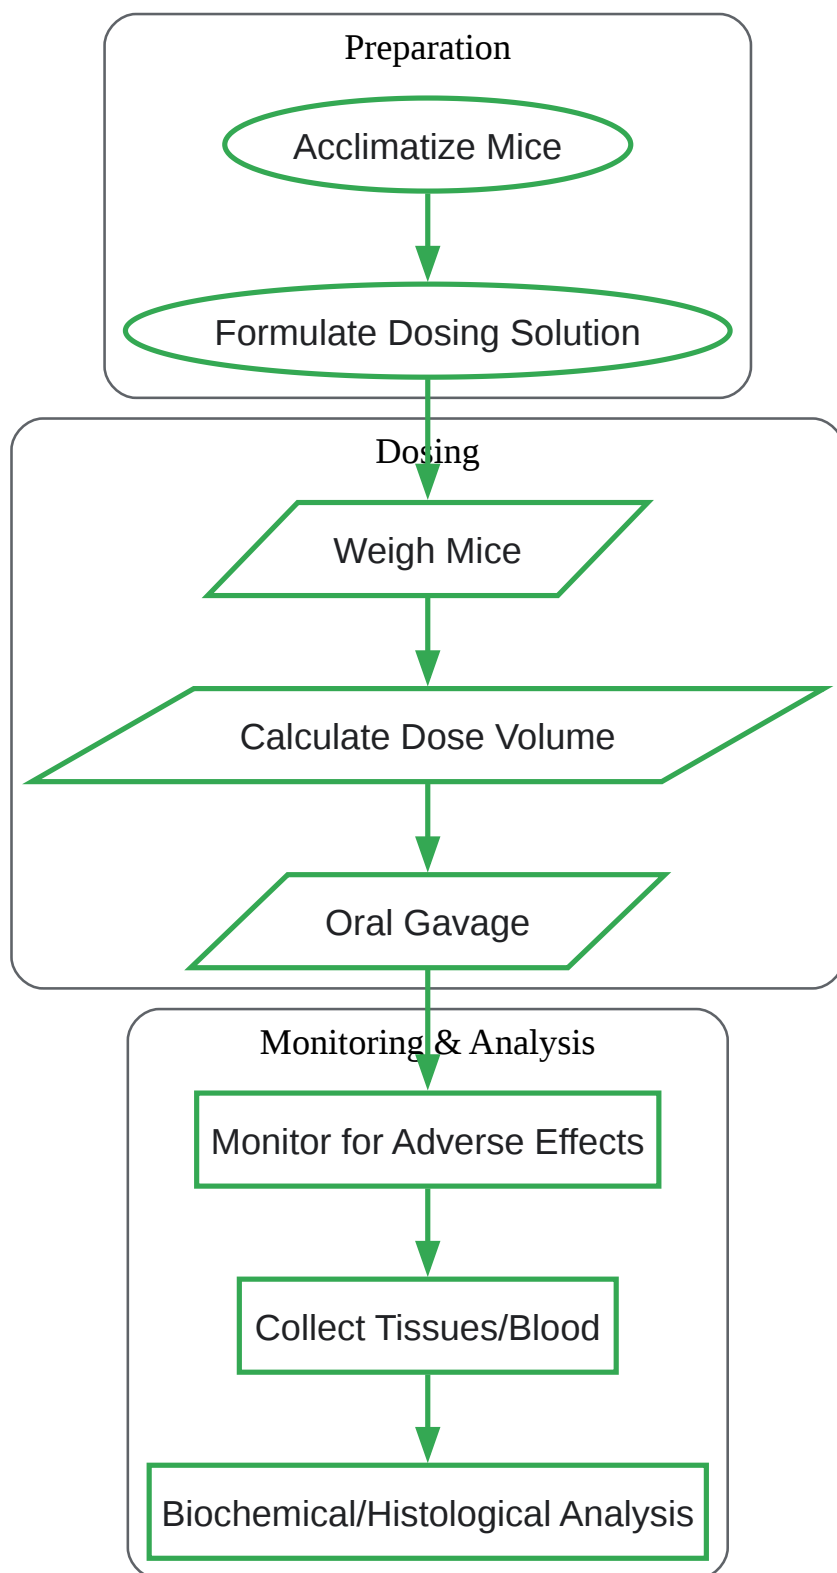 Preparation
Acclimatize Mice
Formulate Dosing Solution
Dosing
Weigh Mice
Calculate Dose Volume
Oral Gavage
Monitoring & Analysis
Monitor for Adverse Effects
Collect Tissues/Blood
Biochemical/Histological Analysis